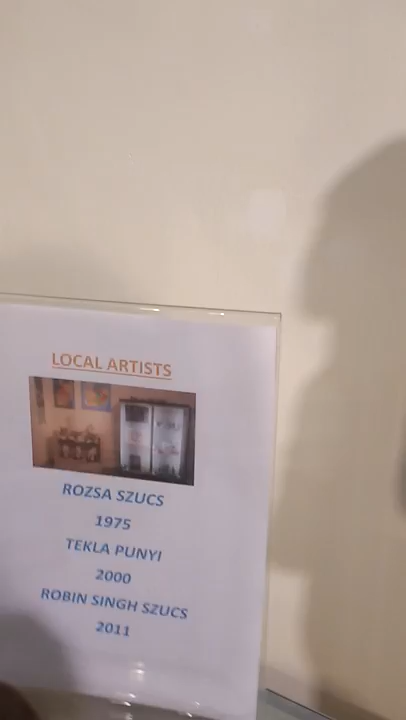 LOCAL ARTISTS
ROZSA SZUCS
1975
TEKLA PUNYI
2000
ROBIN SINGH SZUCS
2011